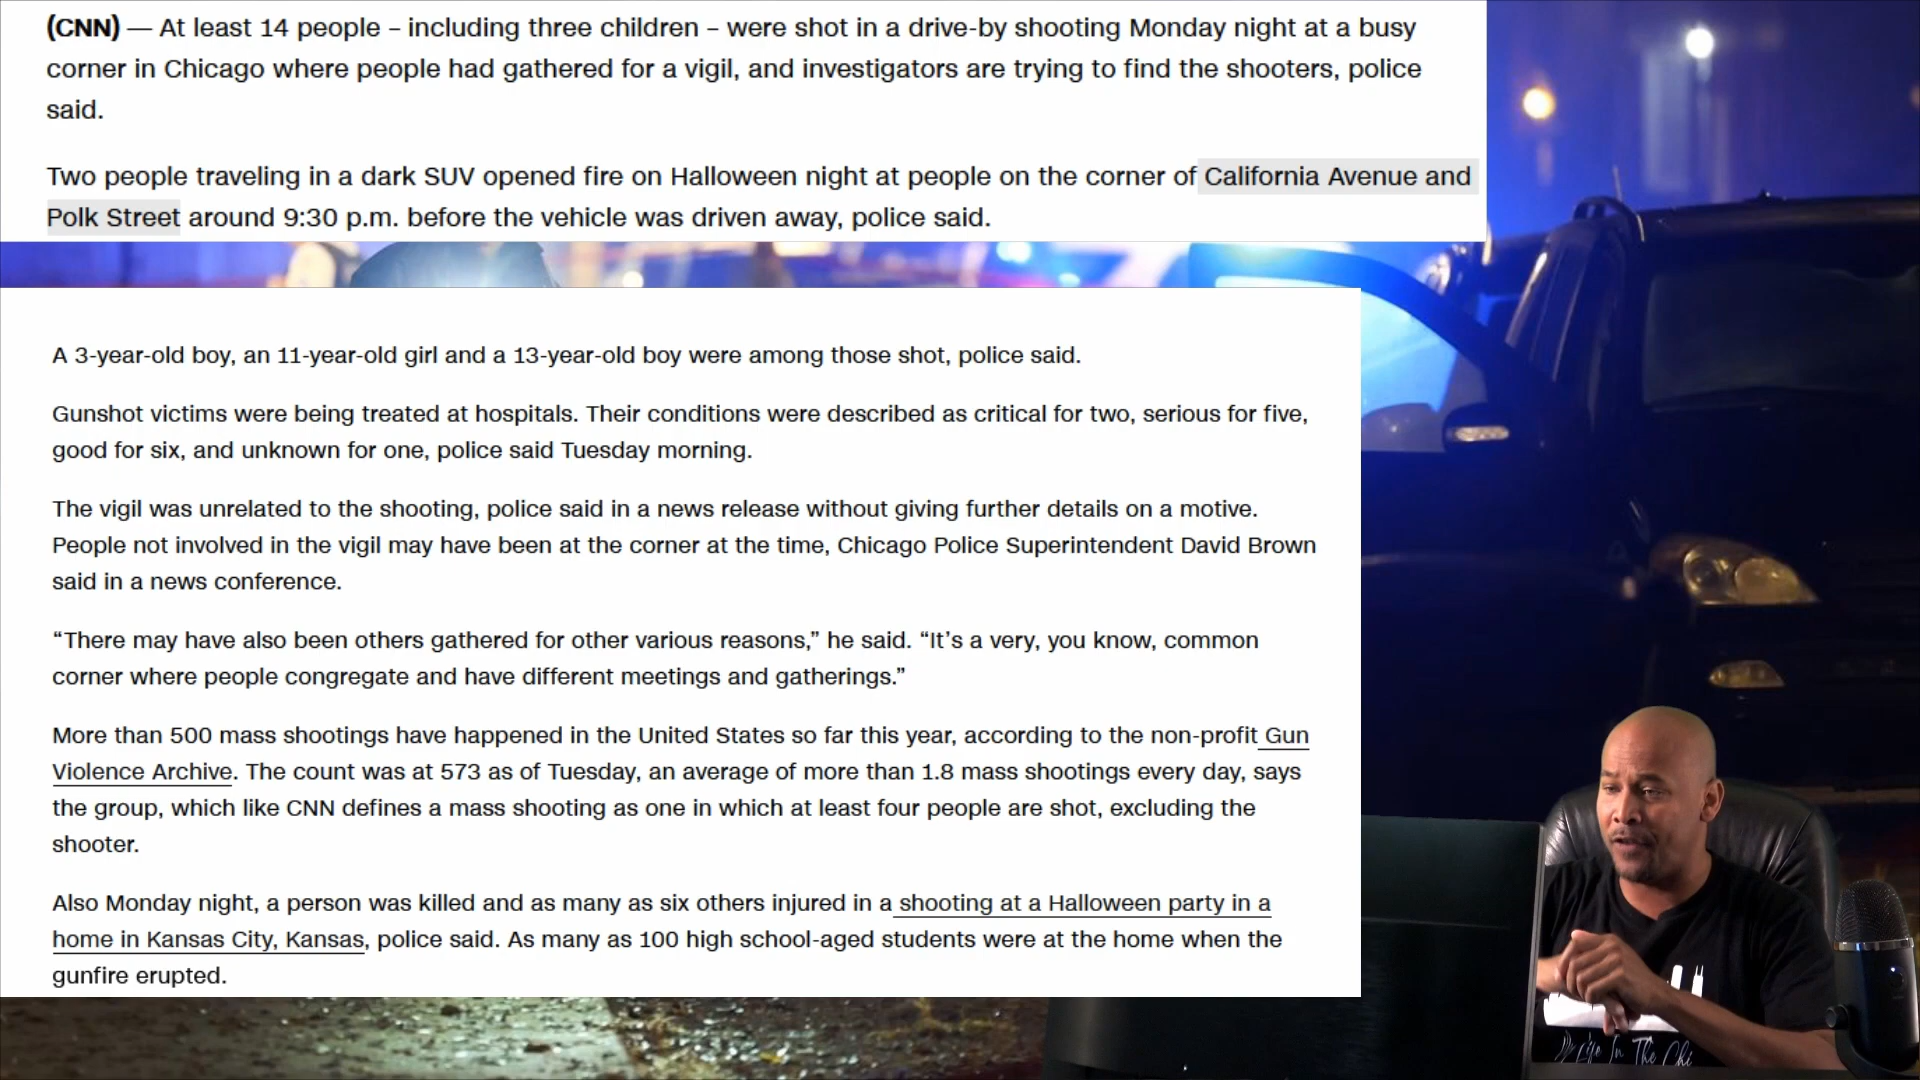 (CNN) — At least 14 people – including three children – were shot in a drive-by shooting Monday night at a busy
corner in Chicago where people had gathered for a vigil, and investigators are trying to find the shooters, police
said.
Two people traveling in a dark SUV opened fire on Halloween night at people on the corner of California Avenue and
Polk Street around 9:30 p.m. before the vehicle was driven away, police said.
A 3-year-old boy, an 11-year-old girl and a 13-year-old boy were among those shot, police said.
Gunshot victims were being treated at hospitals. Their conditions were described as critical for two, serious for five,
good for six, and unknown for one, police said Tuesday morning.
The vigil was unrelated to the shooting, police said in a news release without giving further details on a motive.
People not involved in the vigil may have been at the corner at the time, Chicago Police Superintendent David Brown
said in a news conference.
“There may have also been others gathered for other various reasons,” he said. “It’s a very, you know, common
corner where people congregate and have different meetings and gatherings.”
More than 500 mass shootings have happened in the United States so far this year, according to the non-profit Gun
Violence Archive. The count was at 573 as of Tuesday, an average of more than 1.8 mass shootings every day, says
the group, which like CNN defines a mass shooting as one in which at least four people are shot, excluding the
shooter.
Also Monday night, a person was killed and as many as six others injured in a shooting at a Halloween party in a
home in Kansas City, Kansas, police said. As many as 100 high school-aged students were at the home when the
gunfire erupted.
Life In The Chi